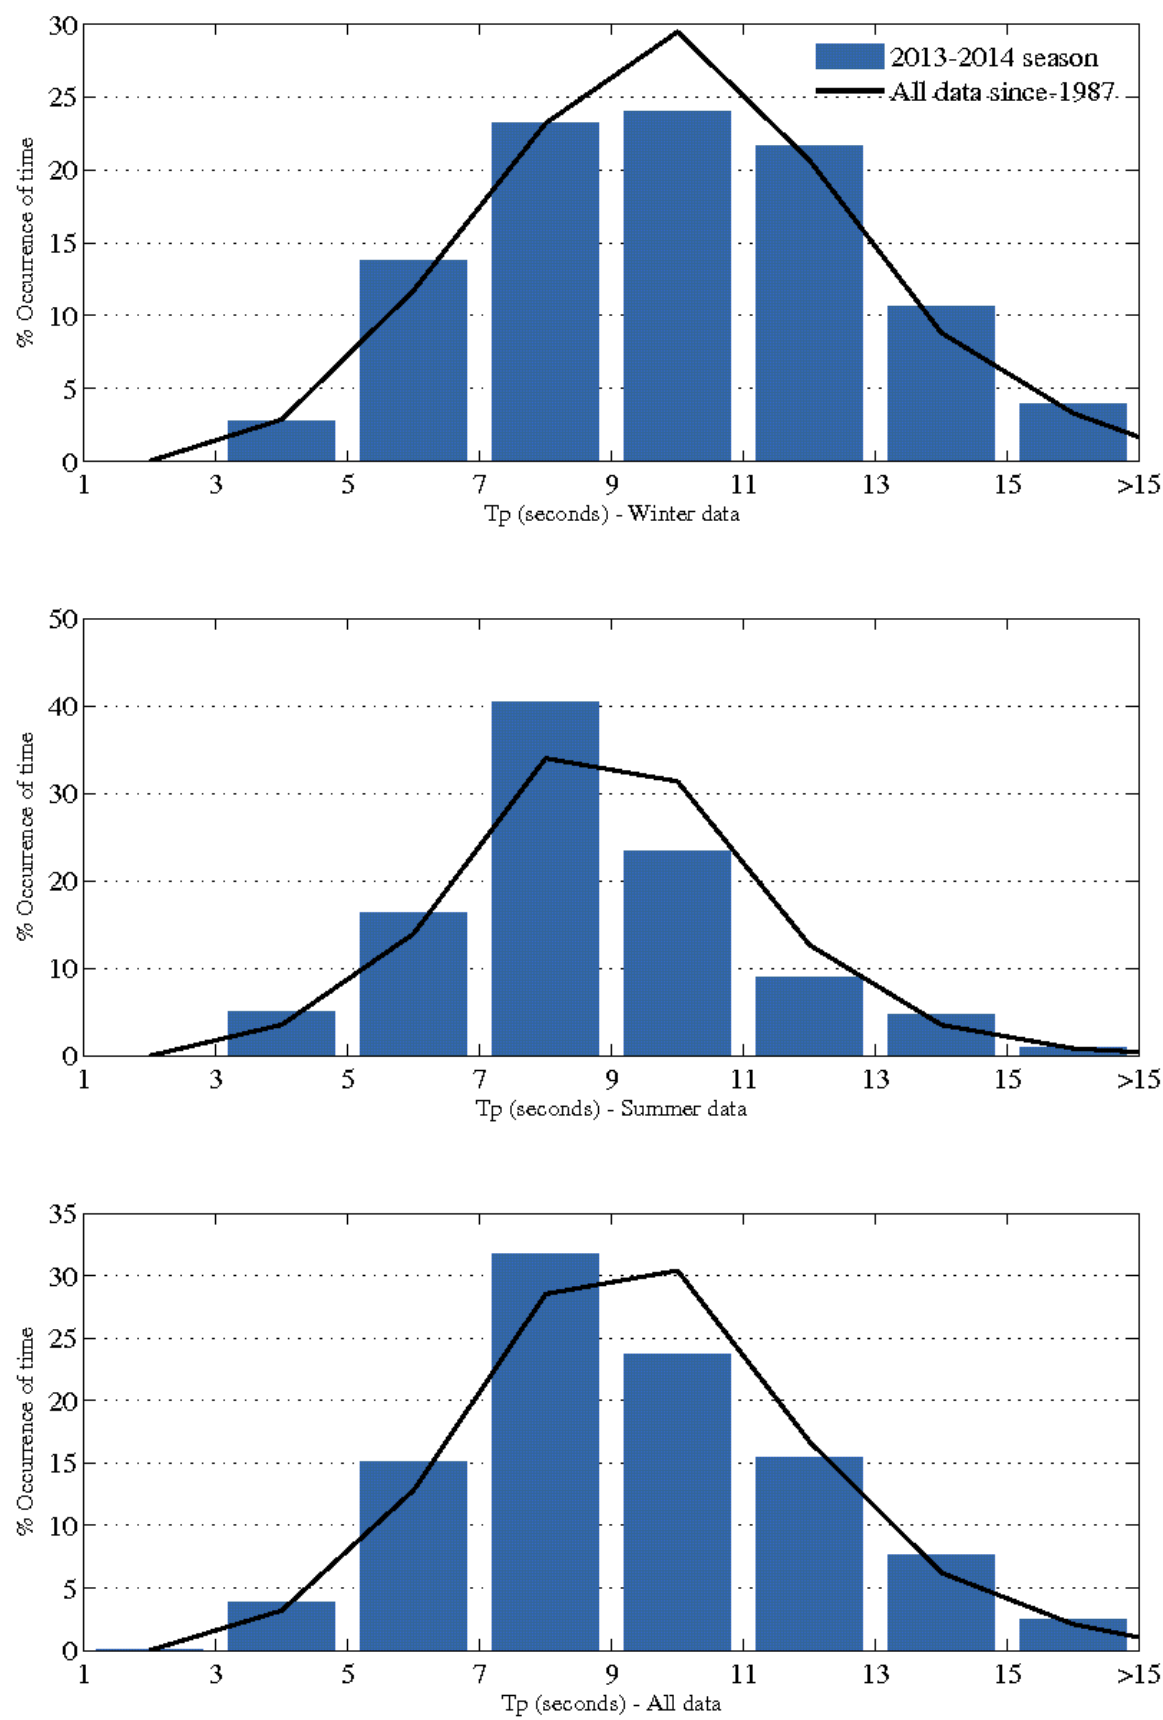 30
25
20
15
10
5
0
% Occurrence of time
2013-2014 season
All data since-1987
1 3 5 7 9 11 13 15 >15
Tp (seconds) - Winter data
50
40
30
20
10
0
% Occurrence of time
1 3 5 7 9 11 13 15 >15
Tp (seconds) - Summer data
35
30
25
20
15
10
5
0
% Occurrence of time
1 3 5 7 9 11 13 15 >15
Tp (seconds) - All data